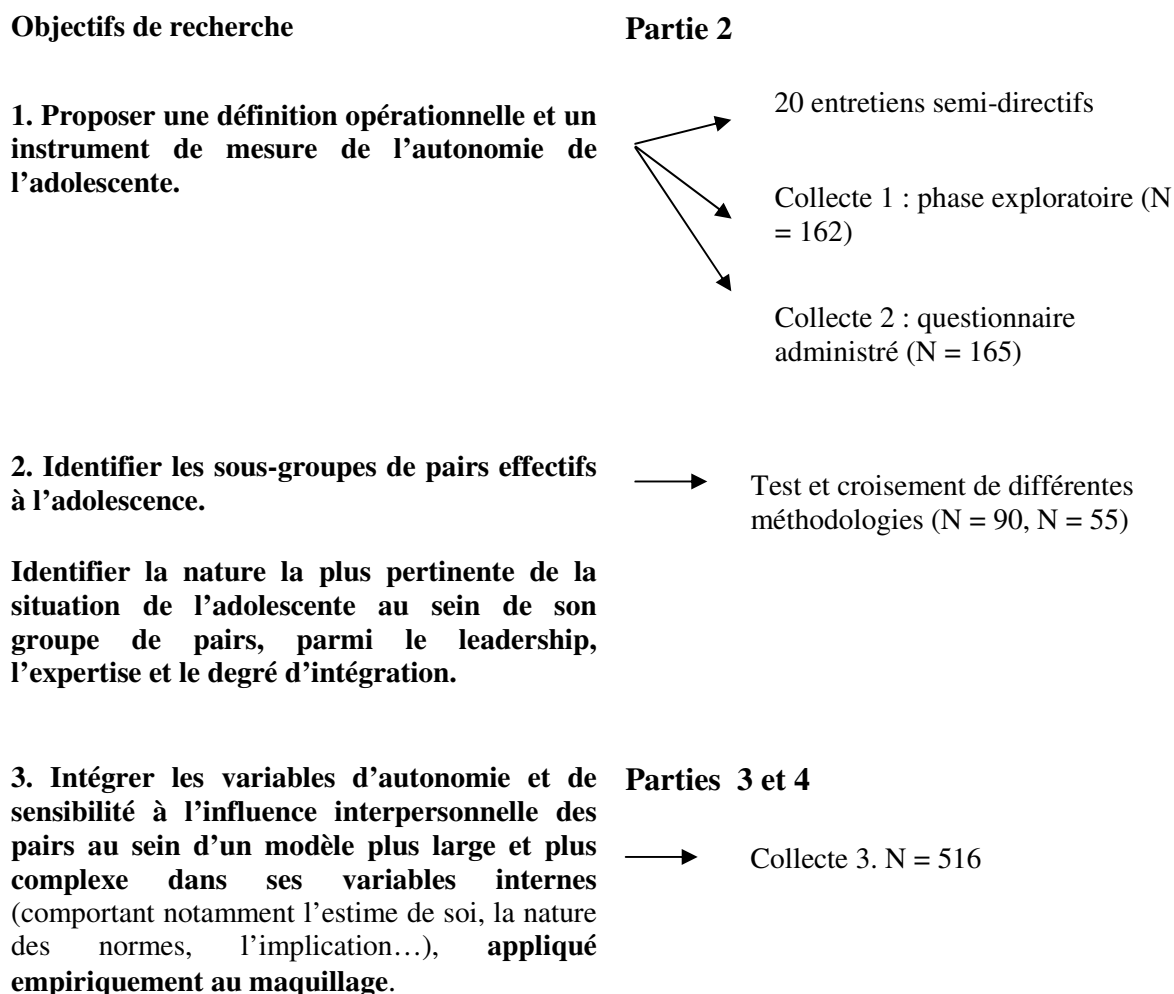 Objectifs de recherche
Partie 2
1. Proposer une définition opérationnelle et un
instrument de mesure de l’autonomie de
l’adolescente.
20 entretiens semi-directifs
Collecte 1 : phase exploratoire (N
= 162)
Collecte 2 : questionnaire
administré (N = 165)
2. Identifier les sous-groupes de pairs effectifs
à l’adolescence.
Test et croisement de différentes
méthodologies (N = 90, N = 55)
Identifier la nature la plus pertinente de la
situation de l’adolescente au sein de son
groupe de pairs, parmi le leadership,
l’expertise et le degré d’intégration.
3. Intégrer les variables d’autonomie et de
sensibilité à l’influence interpersonnelle des
pairs au sein d’un modèle plus large et plus
complexe dans ses variables internes
(comportant notamment l’estime de soi, la nature
des normes, l’implication…), appliqué
empiriquement au maquillage.
Parties 3 et 4
Collecte 3. N = 516